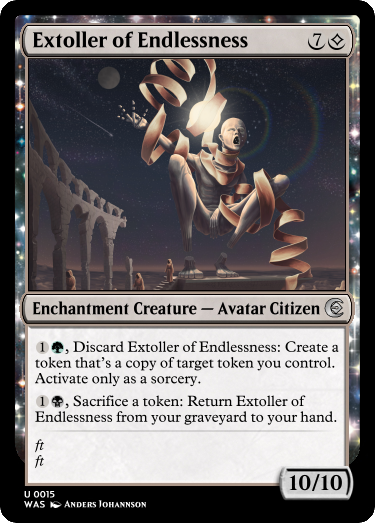 Extoller of Endlessness 7
Enchantment Creature — Avatar Citizen
1, Discard Extoller of Endlessness: Create a
token that's a copy of target token you control.
Activate only as a sorcery.
1, Sacrifice a token: Return Extoller of
Endlessness from your graveyard to your hand.
ft
ft
10/10
U 0015
WAS Anders Johannson